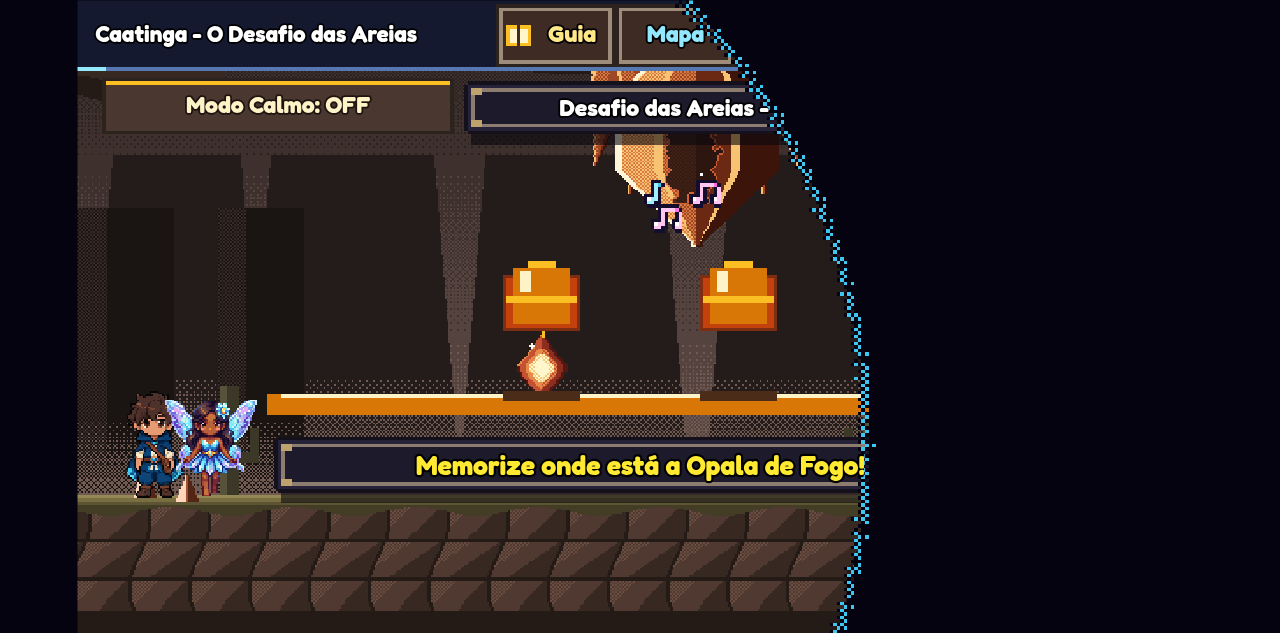 Caatinga - O Desafio das Areias
Guia
Mapa
Modo Calmo: OFF
Desafio das Areias -
Memorize onde está a Opala de Fogo!